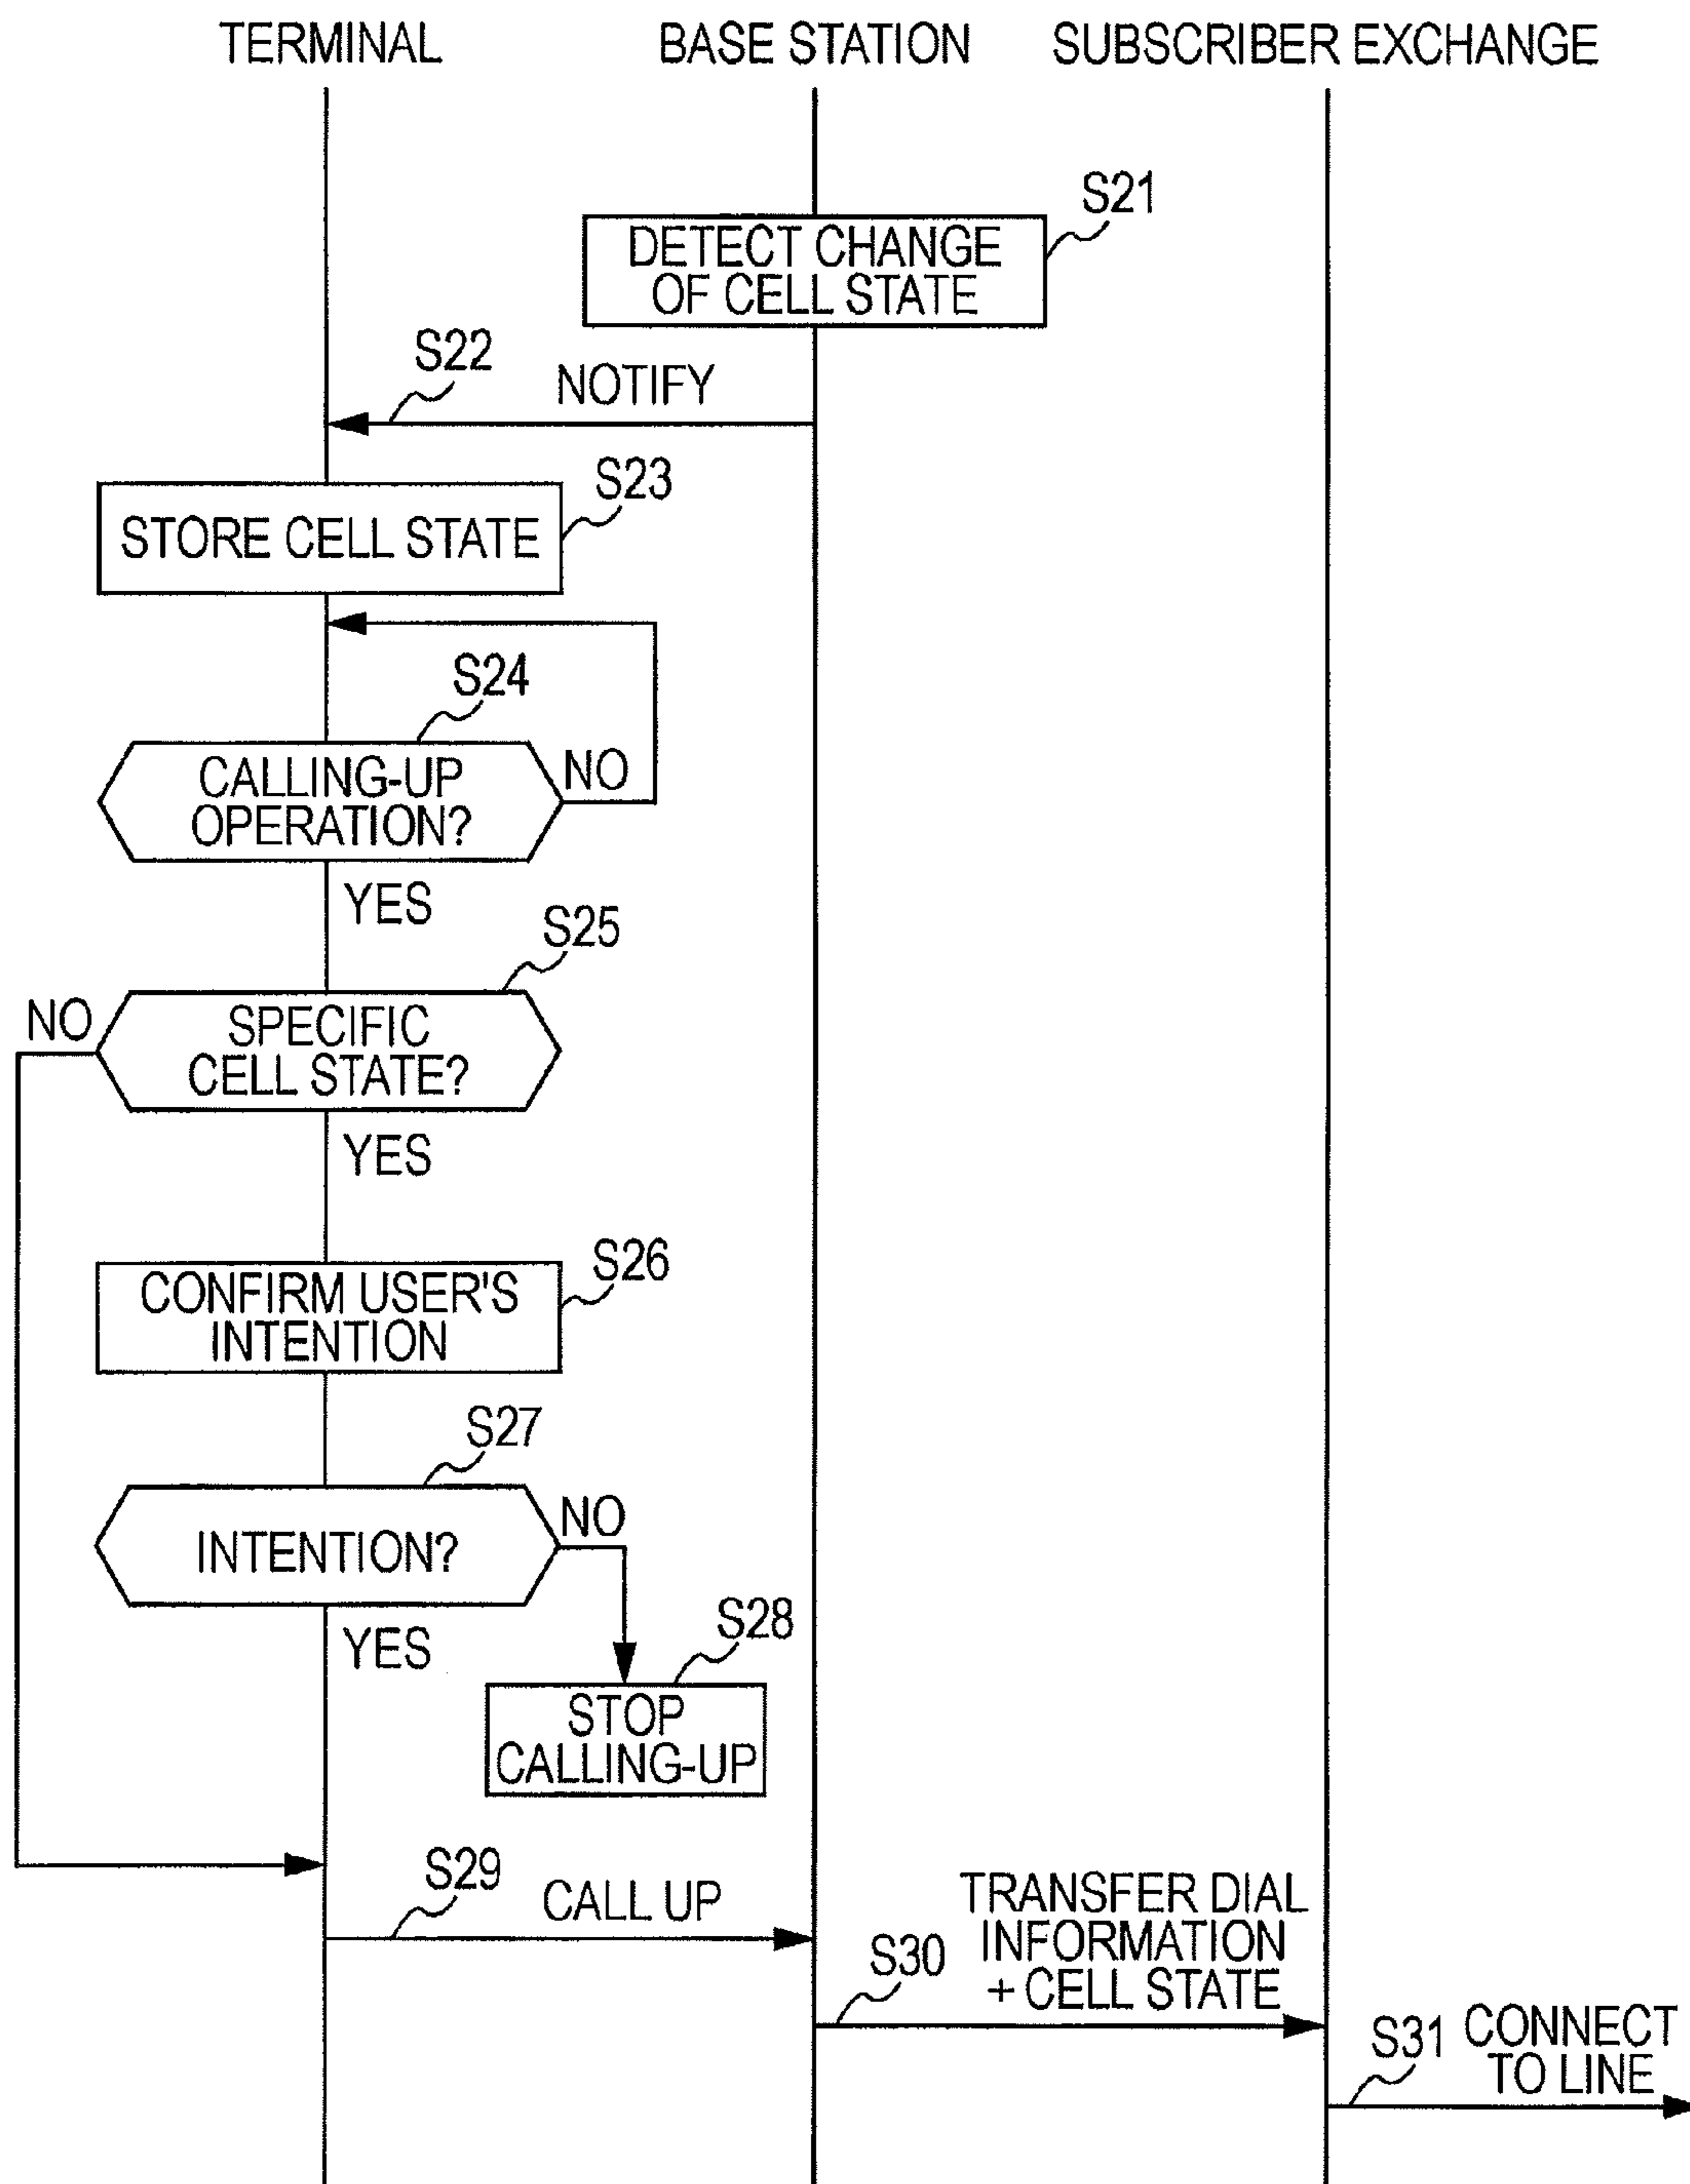 TERMINAL
BASE STATION
SUBSCRIBER EXCHANGE
S21
DETECT CHANGE
OF CELL STATE
S22
NOTIFY
S23
STORE CELL STATE
S24
CALLING-UP
OPERATION?
NO
YES
S25
NO
SPECIFIC
CELL STATE?
YES
S26
CONFIRM USER'S
INTENTION
S27
INTENTION?
NO
YES
S28
STOP
CALLING-UP
S29
CALL UP
S30
TRANSFER DIAL
INFORMATION
+ CELL STATE
S31
CONNECT
TO LINE